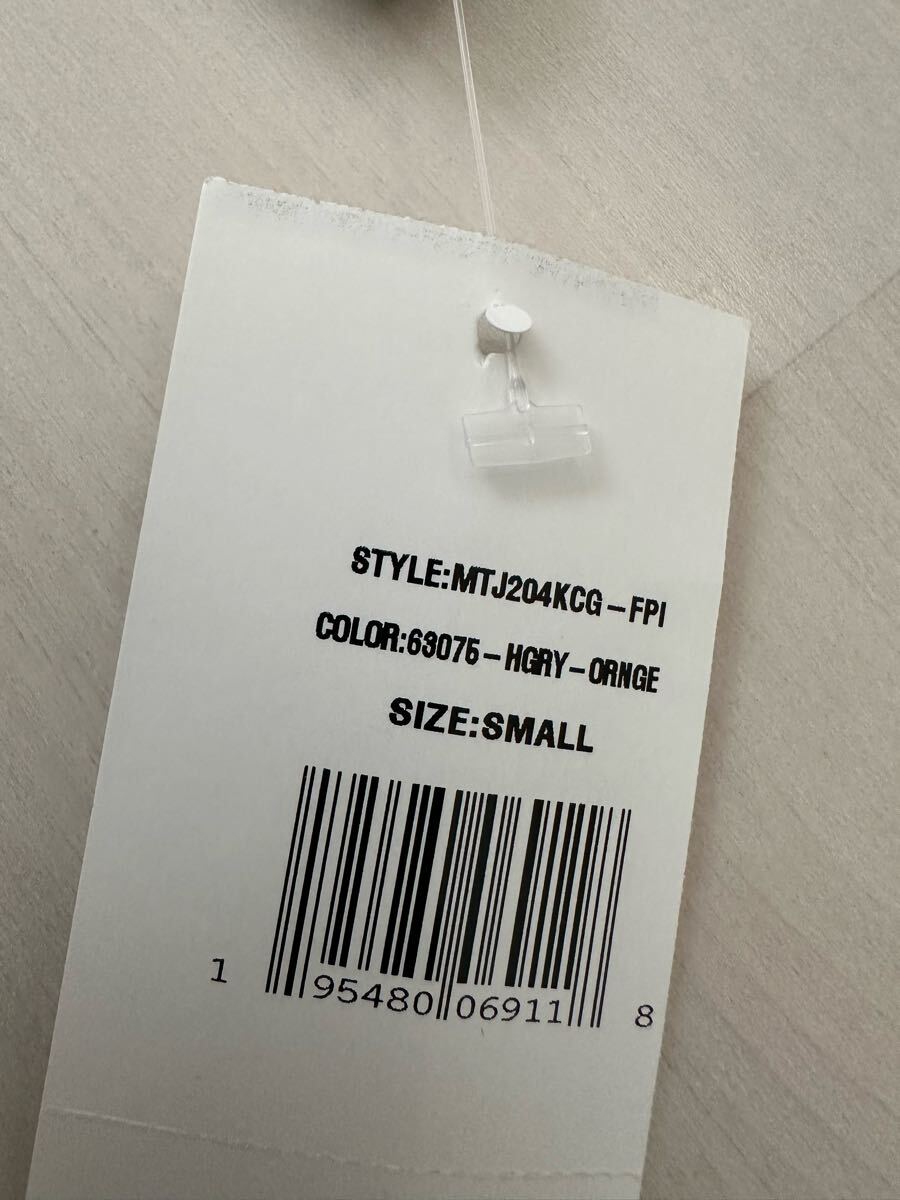 STYLE:MTJ204KCG-FPI
COLOR:63075-HGRY-ORNGE
SIZE:SMALL
1 95480 06911 8